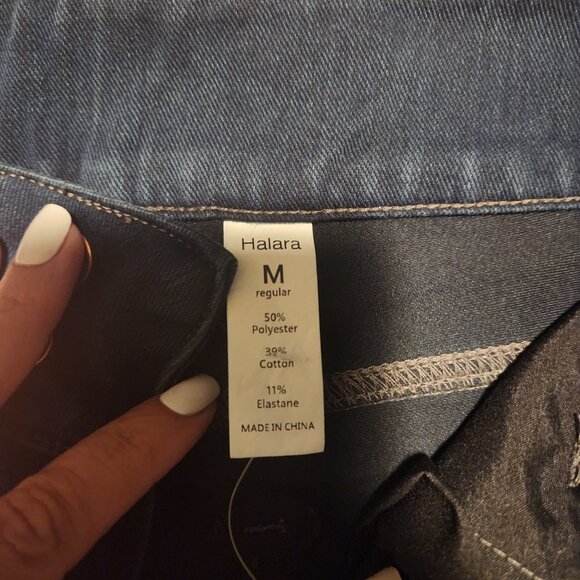 Halara
M
regular
50%
Polyester
39%
Cotton
11%
Elastane
MADE IN CHINA